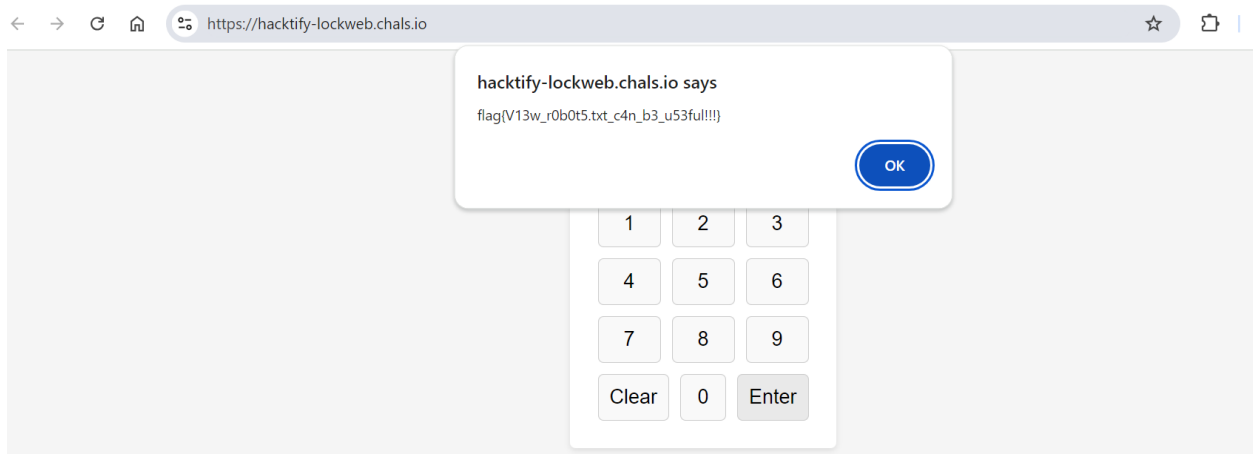 https://hacktify-lockweb.chals.io
hacktify-lockweb.chals.io says
flag{V13w_r0b0t5.txt_c4n_b3_u53ful!!!}
OK
1 2 3
4 5 6
7 8 9
Clear 0 Enter